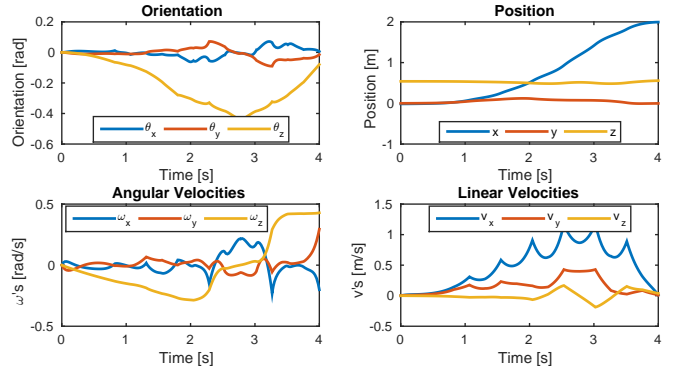 Orientation
0.2
0
-0.2
-0.4
-0.6
Orientation [rad]
θx θy θz
0 1 2 3 4
Time [s]
Position
2
1
0
-1
Position [m]
x y z
0 1 2 3 4
Time [s]
Angular Velocities
0.5
0
-0.5
ω's [rad/s]
ωx ωy ωz
0 1 2 3 4
Time [s]
Linear Velocities
1.5
1
0.5
0
-0.5
v's [m/s]
vx vy vz
0 1 2 3 4
Time [s]